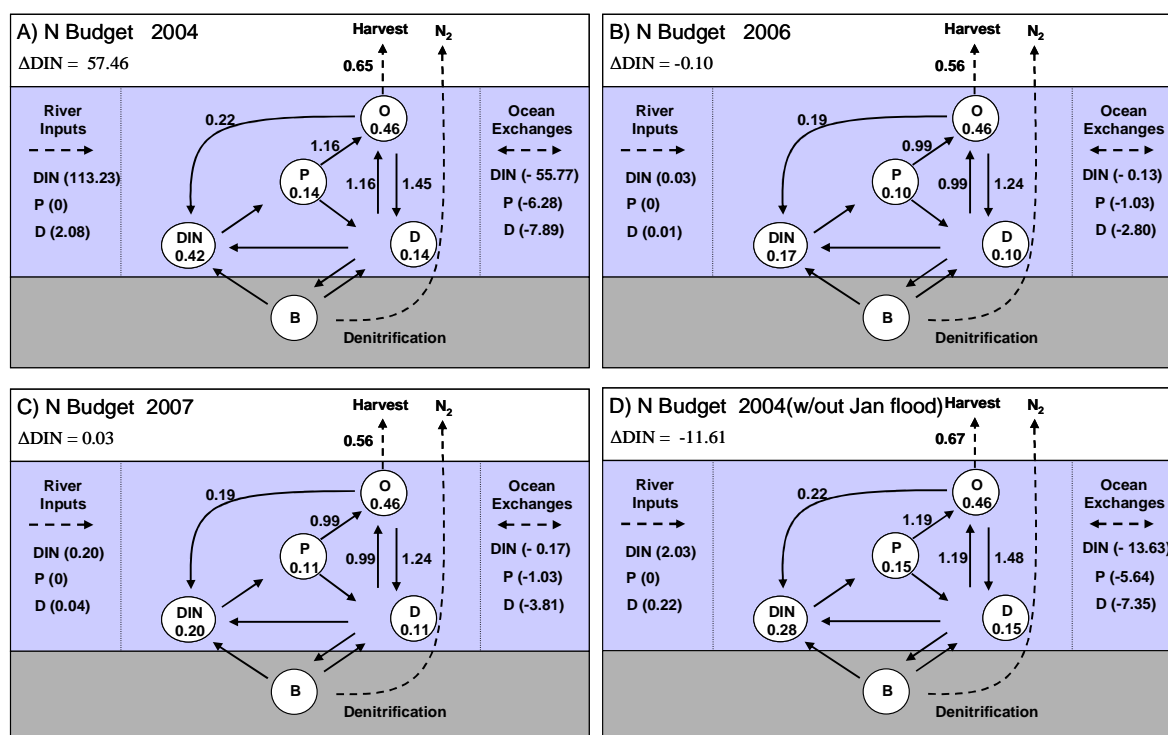 A) N Budget 2004
Harvest
N2
ΔDIN = 57.46
0.65
River
Inputs
DIN (113.23)
P (0)
D (2.08)
O
0.46
0.22
1.16
P
0.14
1.16
1.45
DIN
0.42
D
0.14
B
Denitrification
Ocean
Exchanges
DIN (- 55.77)
P (-6.28)
D (-7.89)
B) N Budget 2006
Harvest
N2
ΔDIN = -0.10
0.56
River
Inputs
DIN (0.03)
P (0)
D (0.01)
O
0.46
0.19
0.99
P
0.10
0.99
1.24
DIN
0.17
D
0.10
B
Denitrification
Ocean
Exchanges
DIN (- 0.13)
P (-1.03)
D (-2.80)
C) N Budget 2007
Harvest
N2
ΔDIN = 0.03
0.56
River
Inputs
DIN (0.20)
P (0)
D (0.04)
O
0.46
0.19
0.99
P
0.11
0.99
1.24
DIN
0.20
D
0.11
B
Denitrification
Ocean
Exchanges
DIN (- 0.17)
P (-1.03)
D (-3.81)
D) N Budget 2004(w/out Jan flood)
Harvest
N2
ΔDIN = -11.61
0.67
River
Inputs
DIN (2.03)
P (0)
D (0.22)
O
0.46
0.22
1.19
P
0.15
1.19
1.48
DIN
0.28
D
0.15
B
Denitrification
Ocean
Exchanges
DIN (- 13.63)
P (-5.64)
D (-7.35)